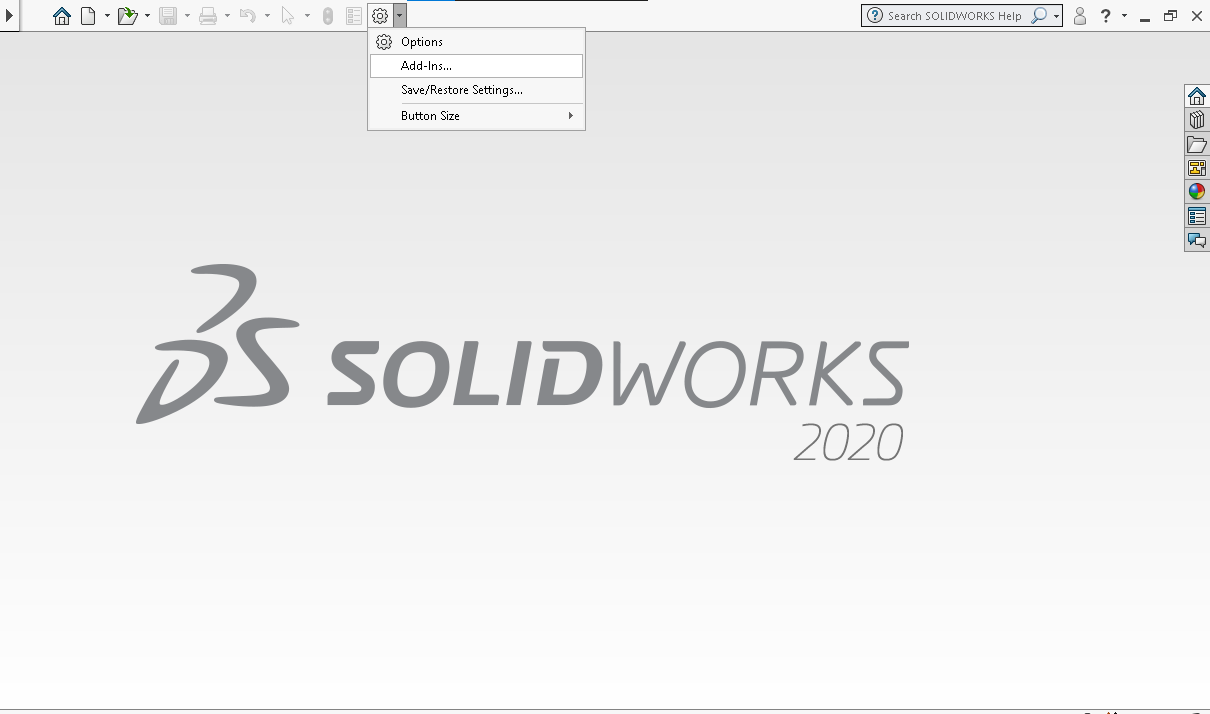 Search SOLIDWORKS Help
?
Options
Add-Ins...
Save/Restore Settings...
Button Size
SOLIDWORKS
2020